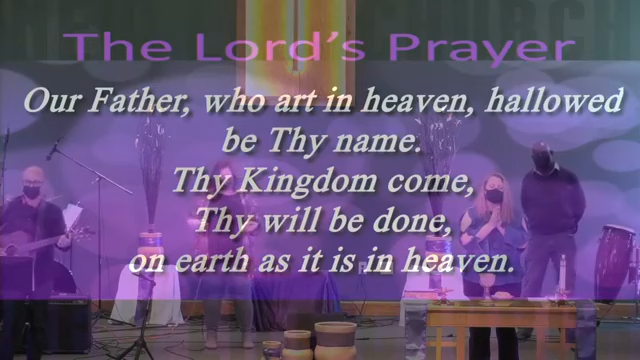 The Lord's Prayer
Our Father, who art in heaven, hallowed
be Thy name.
Thy Kingdom come,
Thy will be done,
on earth as it is in heaven.